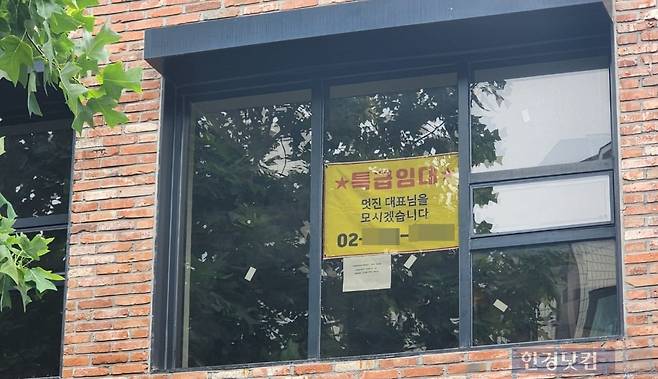 ★특급임대★
멋진 대표님을
모시겠습니다
02-
한경닷컴